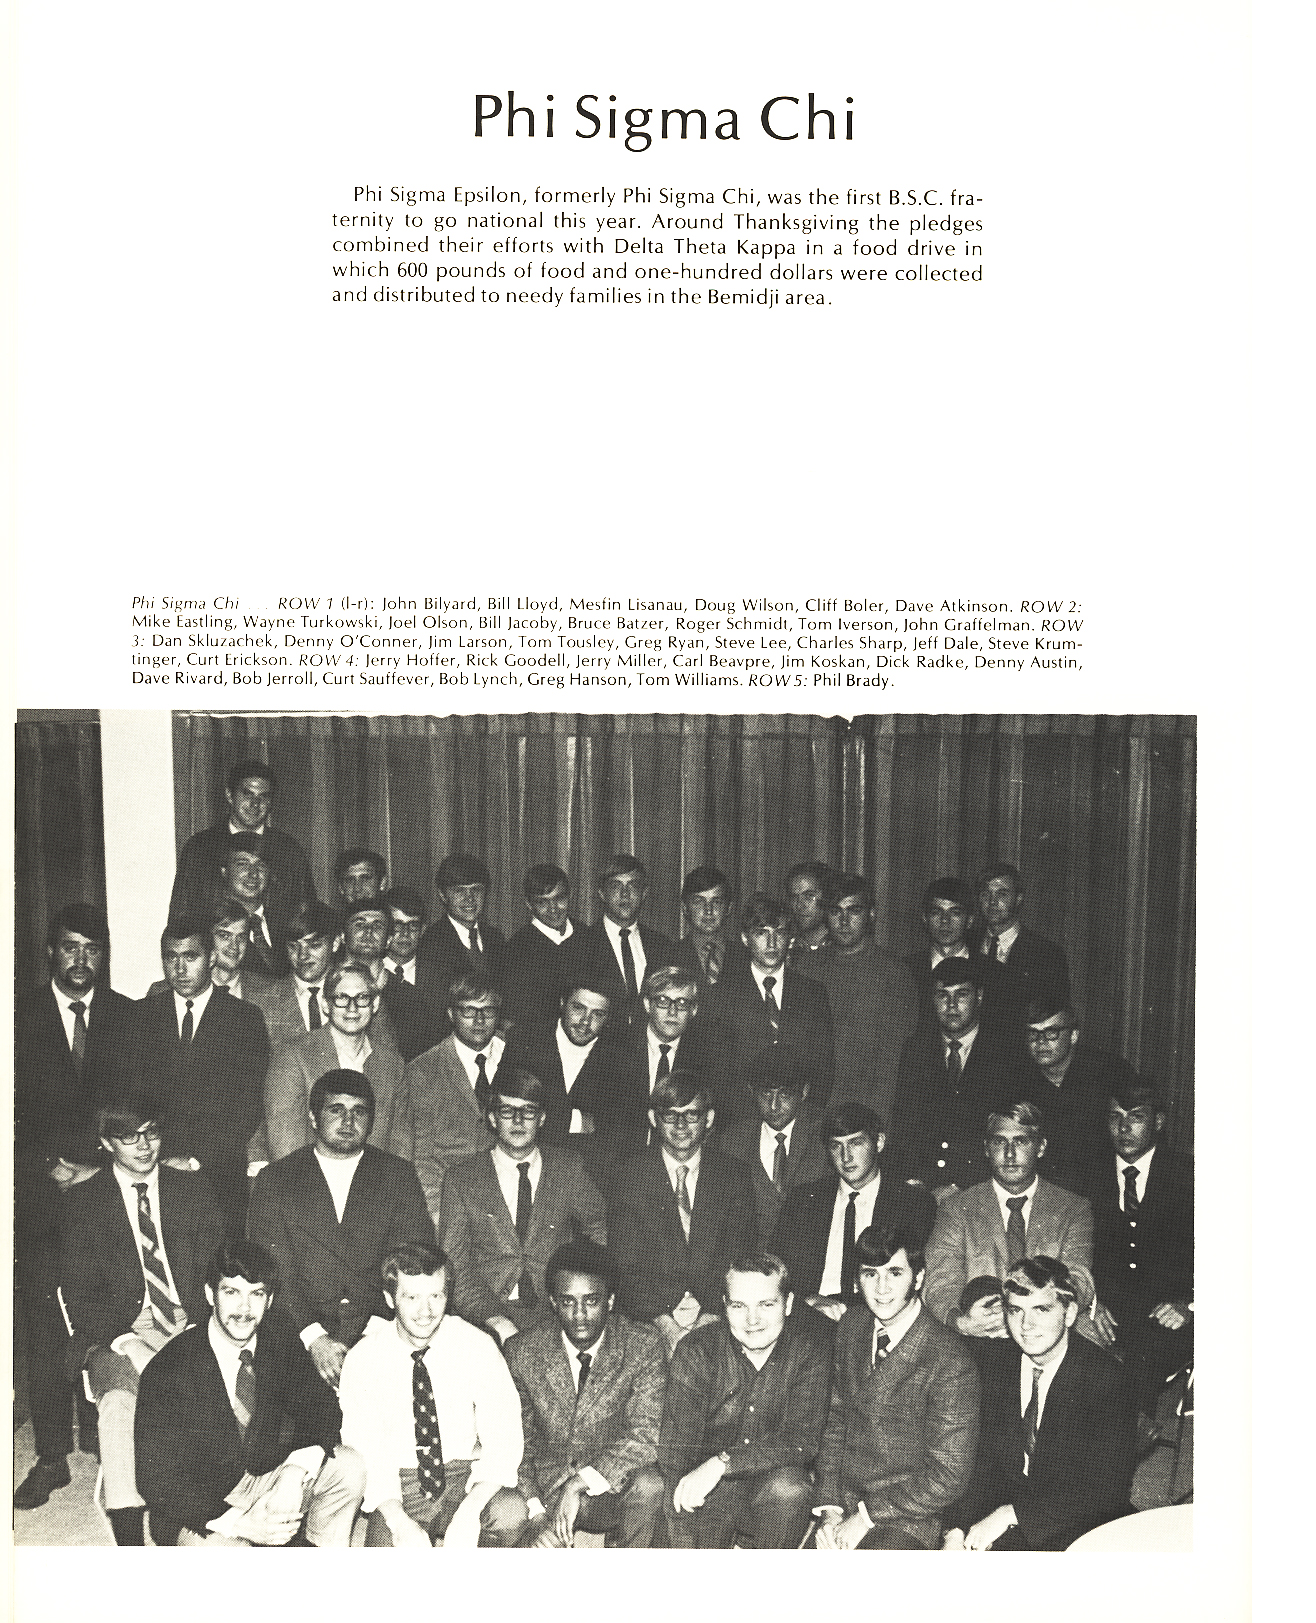 Phi Sigma Chi
Phi Sigma Epsilon, formerly Phi Sigma Chi, was the first B.S.C. fra-
ternity to go national this year. Around Thanksgiving the pledges
combined their efforts with Delta Theta Kappa in a food drive in
which 600 pounds of food and one-hundred dollars were collected
and distributed to needy families in the Bemidji area.
Phi Sigma Chi . . . ROW 1 (l-r): John Bilyard, Bill Lloyd, Mesfin Lisanau, Doug Wilson, Cliff Boler, Dave Atkinson. ROW 2:
Mike Eastling, Wayne Turkowski, Joel Olson, Bill Jacoby, Bruce Batzer, Roger Schmidt, Tom Iverson, John Graffelman. ROW
3: Dan Skluzachek, Denny O'Conner, Jim Larson, Tom Tousley, Greg Ryan, Steve Lee, Charles Sharp, Jeff Dale, Steve Krum-
tinger, Curt Erickson. ROW 4: Jerry Hoffer, Rick Goodell, Jerry Miller, Carl Beavpre, Jim Koskan, Dick Radke, Denny Austin,
Dave Rivard, Bob Jerroll, Curt Sauffever, Bob Lynch, Greg Hanson, Tom Williams. ROW 5: Phil Brady.